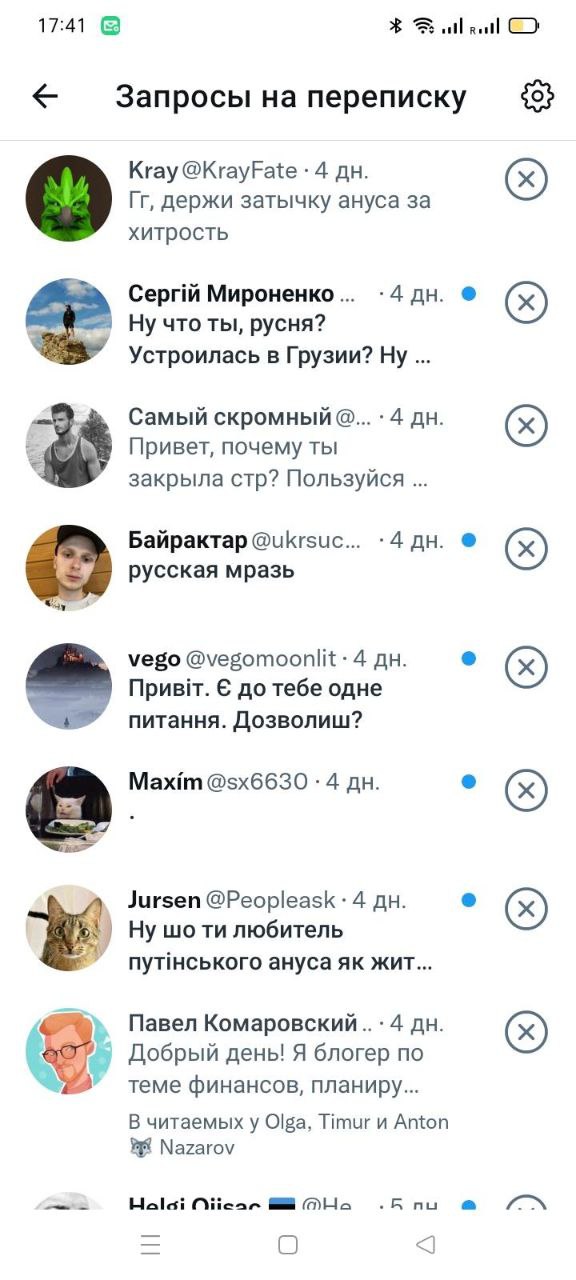 17:41
Запросы на переписку
Kray @KrayFate · 4 дн.
Гг, держи затычку ануса за
хитрость
Сергій Мироненко ... · 4 дн.
Ну что ты, русня?
Устроилась в Грузии? Ну ...
Самый скромный @... · 4 дн.
Привет, почему ты
закрыла стр? Пользуйся ...
Байрактар @ukrsuc... · 4 дн.
русская мразь
vego @vegomoonlit · 4 дн.
Привіт. Є до тебе одне
питання. Дозволиш?
Maxím @sx6630 · 4 дн.
.
Jursen @Peopleask · 4 дн.
Ну шо ти любитель
путінського ануса як жит...
Павел Комаровский .. · 4 дн.
Добрый день! Я блогер по
теме финансов, планиру...
В читаемых у Olga, Timur и Anton
Nazarov
Helgi Ojisac @He... · 5 дн.